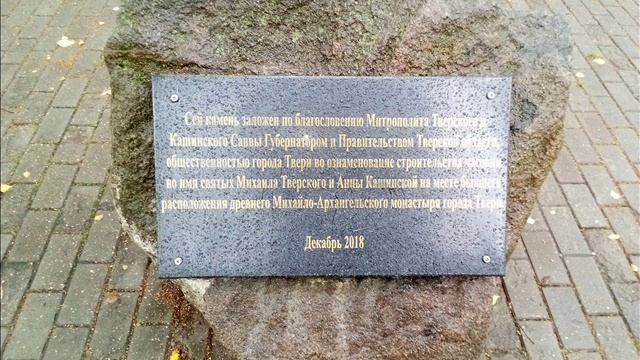 Сей камень заложен по благословению Митрополита Тверского и
Кашинского Саввы Губернатором и Правительством Тверской области,
общественностью города Твери во ознаменование строительства часовни
во имя святых Михаила Тверского и Анны Кашинской на месте бывшего
расположения древнего Михайло-Архангельского монастыря города Твери
Декабрь 2018